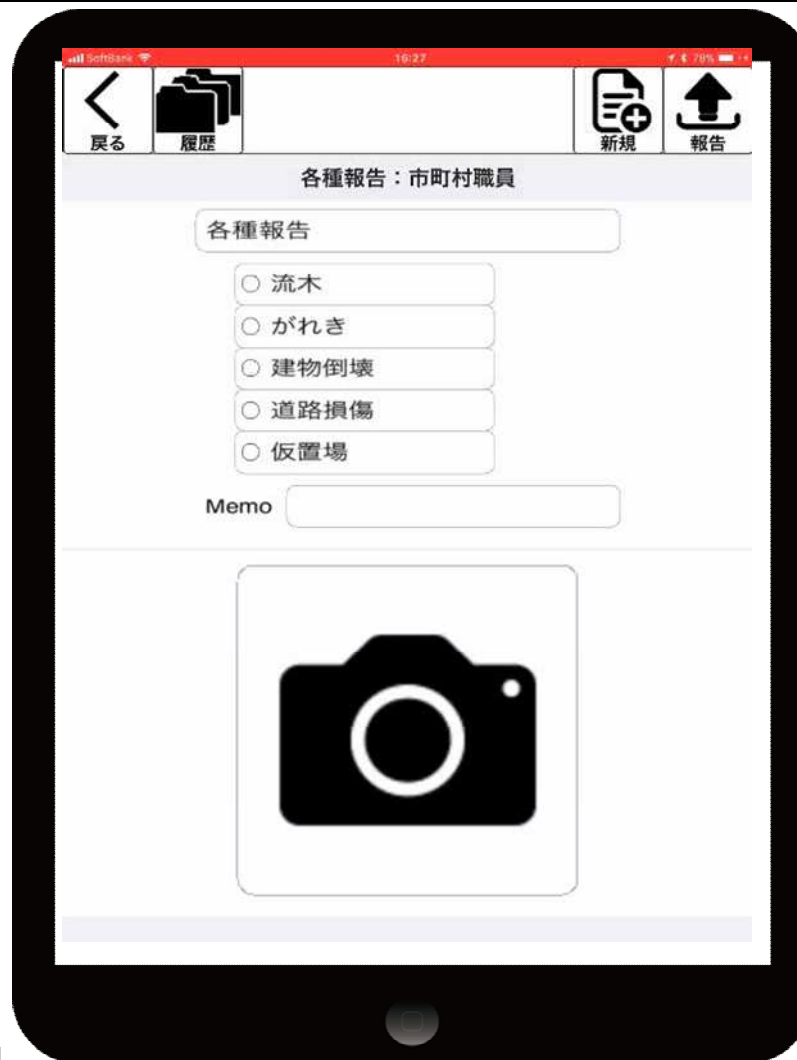 SoftBank 16:27 78%
戻る 履歴 新規 報告
各種報告：市町村職員
各種報告
流木
がれき
建物倒壊
道路損傷
仮置場
Memo